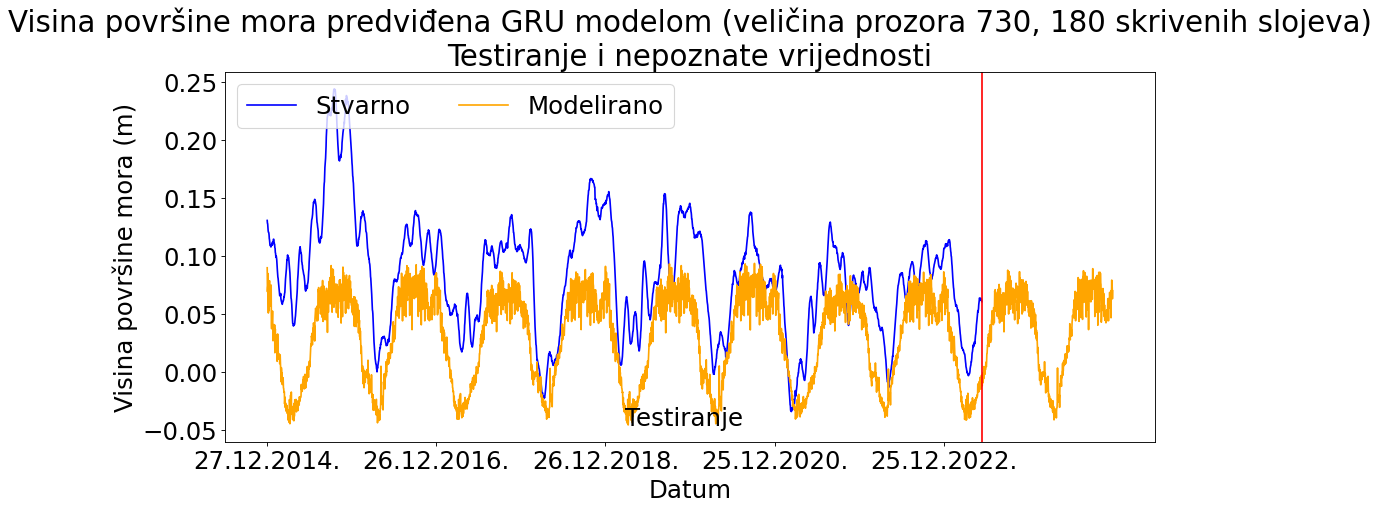 Visina površine mora predviđena GRU modelom (veličina prozora 730, 180 skrivenih slojeva)
Testiranje i nepoznate vrijednosti
Stvarno
Modelirano
Visina površine mora (m)
0.25
0.20
0.15
0.10
0.05
0.00
−0.05
Testiranje
27.12.2014.
26.12.2016.
26.12.2018.
25.12.2020.
25.12.2022.
Datum